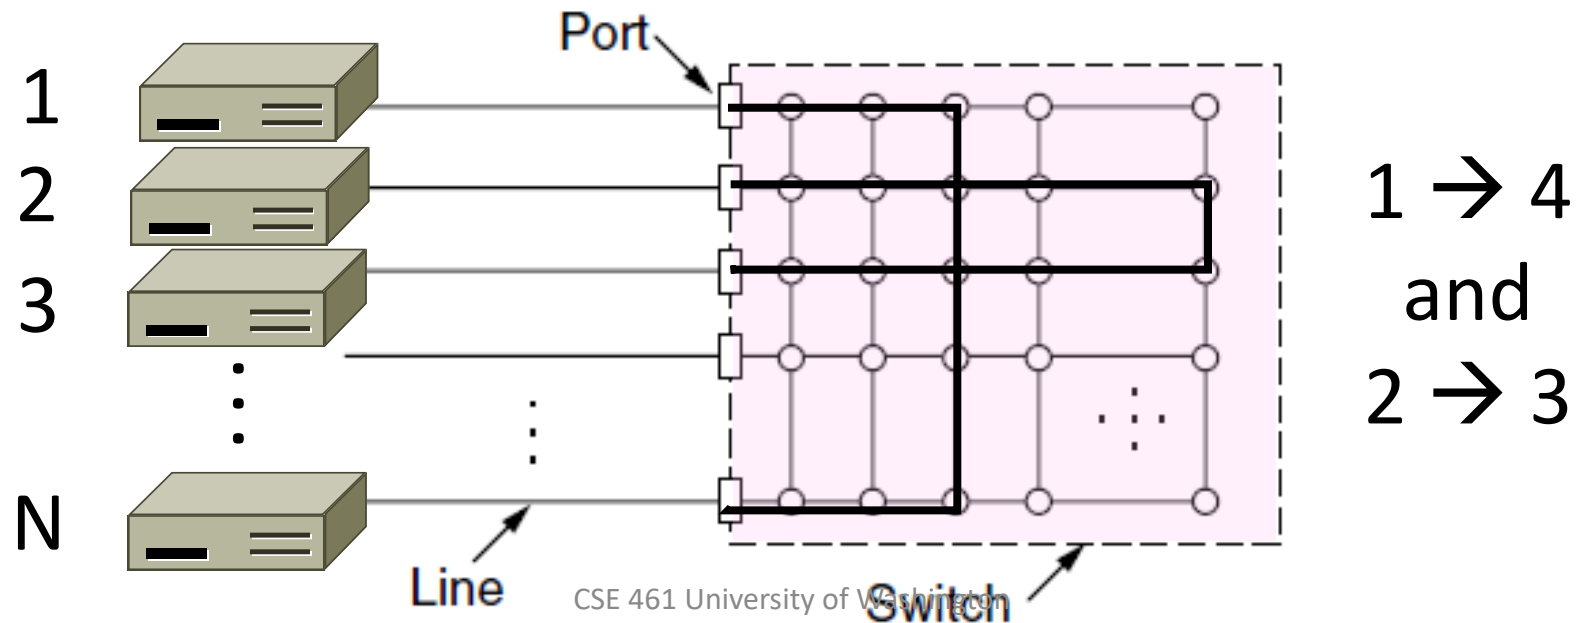 Port
1
2
3
N
1 → 4
and
2 → 3
Line
Switch
CSE 461 University of Washington